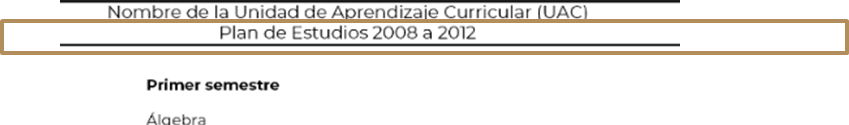 Nombre de la Unidad de Aprendizaje Curricular (UAC)
Plan de Estudios 2008 a 2012
Primer semestre
Álgebra